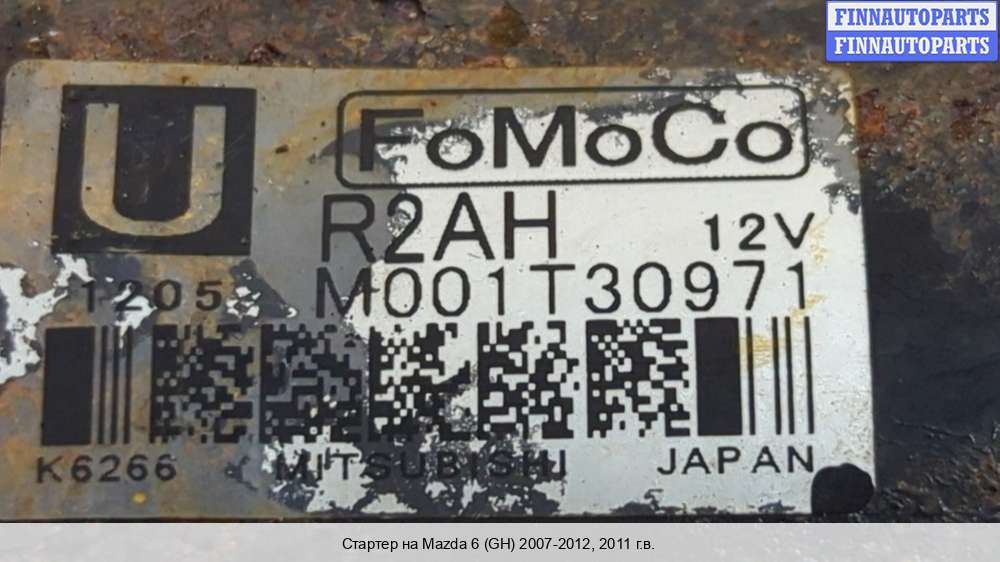 FINNAUTOPARTS
FINNAUTOPARTS
U
FoMoCo
R2AH 12V
1205 M001T30971
K6266 MITSUBISHI JAPAN
Стартер на Mazda 6 (GH) 2007-2012, 2011 г.в.